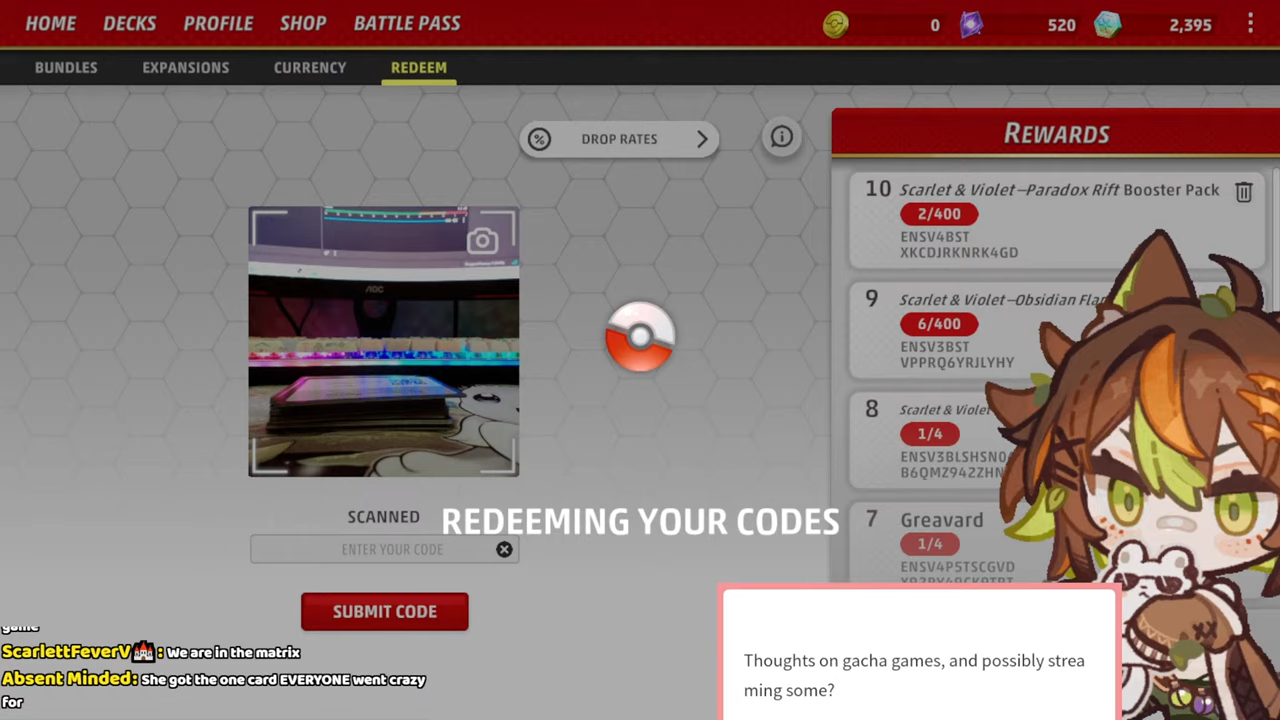 HOME DECKS PROFILE SHOP BATTLE PASS 0 520 2,395
BUNDLES EXPANSIONS CURRENCY REDEEM
DROP RATES
REWARDS
10 Scarlet & Violet—Paradox Rift Booster Pack
2/400
ENSV4BST
XKCDJRKNRK4GD
9 Scarlet & Violet—Obsidian Fla
6/400
ENSV3BST
VPPRQ6YRJLYHY
8 Scarlet & Violet
1/4
B6QMZ942ZHN
7 Greavard
1/4
ENSV4P5TSCGVD
AOC
SCANNED
REDEEMING YOUR CODES
ENTER YOUR CODE
SUBMIT CODE
game
ScarlettFeverV: We are in the matrix
Absent Minded: She got the one card EVERYONE went crazy
for
Thoughts on gacha games, and possibly strea
ming some?